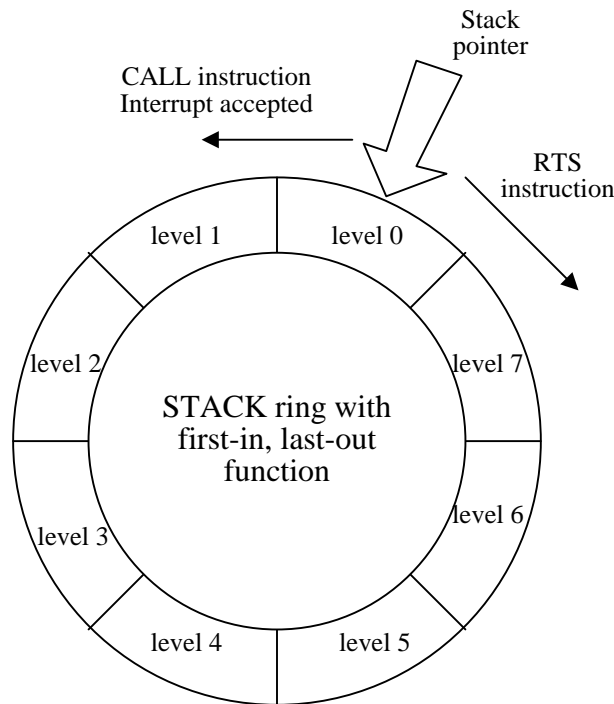 Stack
pointer
CALL instruction
Interrupt accepted
RTS
instruction
level 1
level 0
level 2
level 7
STACK ring with
first-in, last-out
function
level 3
level 6
level 4
level 5